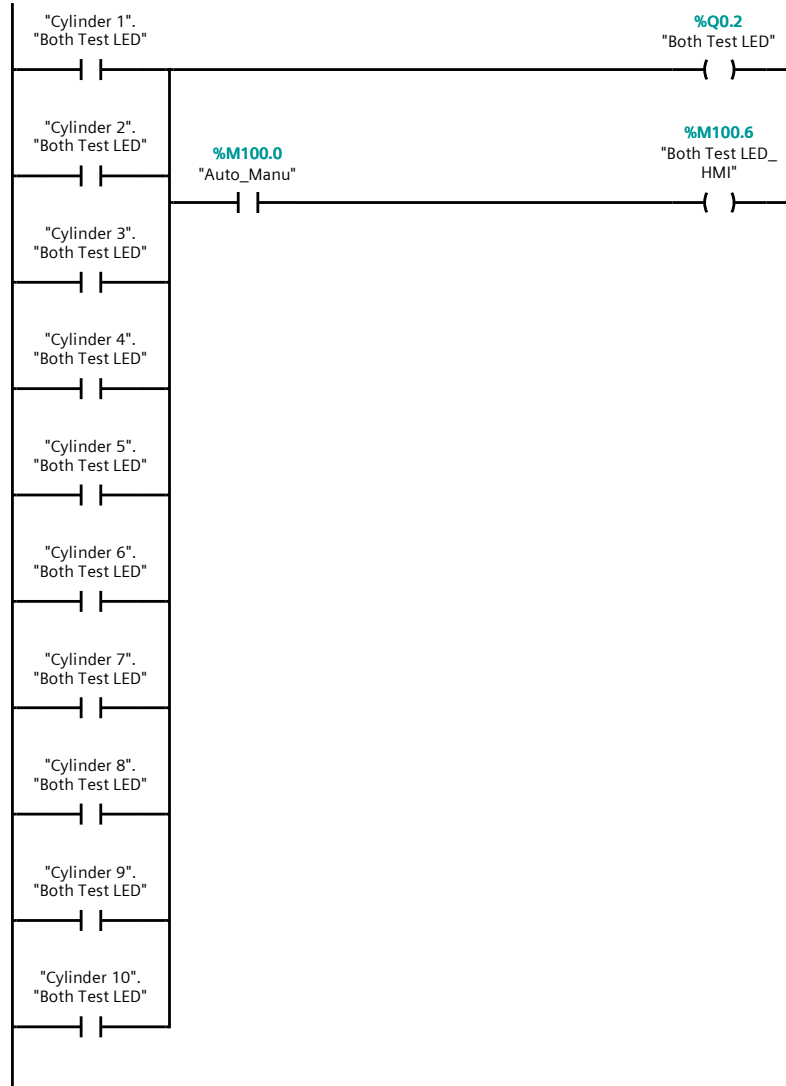 "Cylinder 1".
"Both Test LED"
%Q0.2
"Both Test LED"
"Cylinder 2".
"Both Test LED"
%M100.0
"Auto_Manu"
%M100.6
"Both Test LED_
HMI"
"Cylinder 3".
"Both Test LED"
"Cylinder 4".
"Both Test LED"
"Cylinder 5".
"Both Test LED"
"Cylinder 6".
"Both Test LED"
"Cylinder 7".
"Both Test LED"
"Cylinder 8".
"Both Test LED"
"Cylinder 9".
"Both Test LED"
"Cylinder 10".
"Both Test LED"